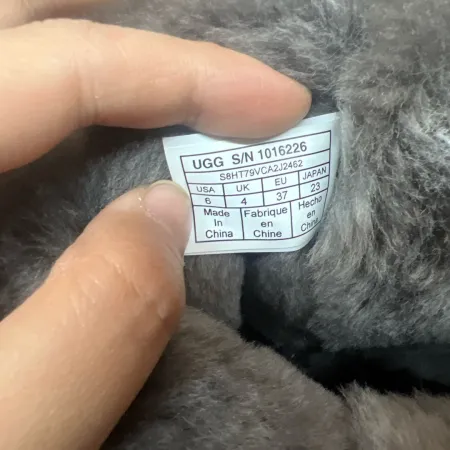 UGG S/N 1016226
S8HT79VCA2J2462
USA UK EU JAPAN
6 4 37 23
Made Fabrique Hecho
In en en
China Chine